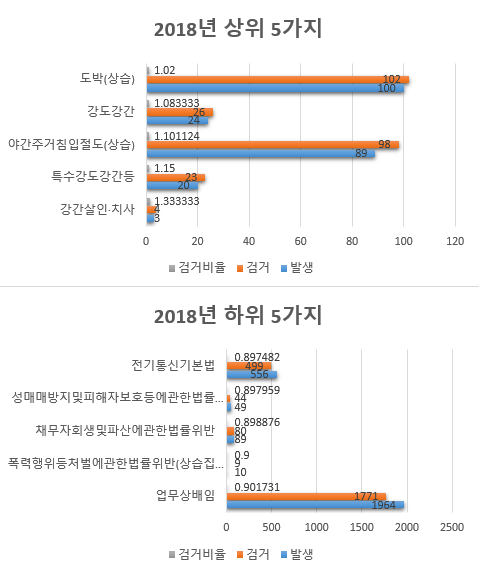 2018년 상위 5가지
도박(상습)
1.02
102
100
강도강간
1.083333
26
24
야간주거침입절도(상습)
1.101124
98
89
특수강도강간등
1.15
23
20
강간살인·치사
1.333333
4
3
0 20 40 60 80 100 120
검거비율 검거 발생
2018년 하위 5가지
전기통신기본법
0.897482
499
556
성매매방지및피해자보호등에관한법률...
0.897959
44
49
채무자회생및파산에관한법률위반
0.898876
80
89
폭력행위등처벌에관한법률위반(상습집...
0.9
9
10
업무상배임
0.901731
1771
1964
0 500 1000 1500 2000 2500
검거비율 검거 발생